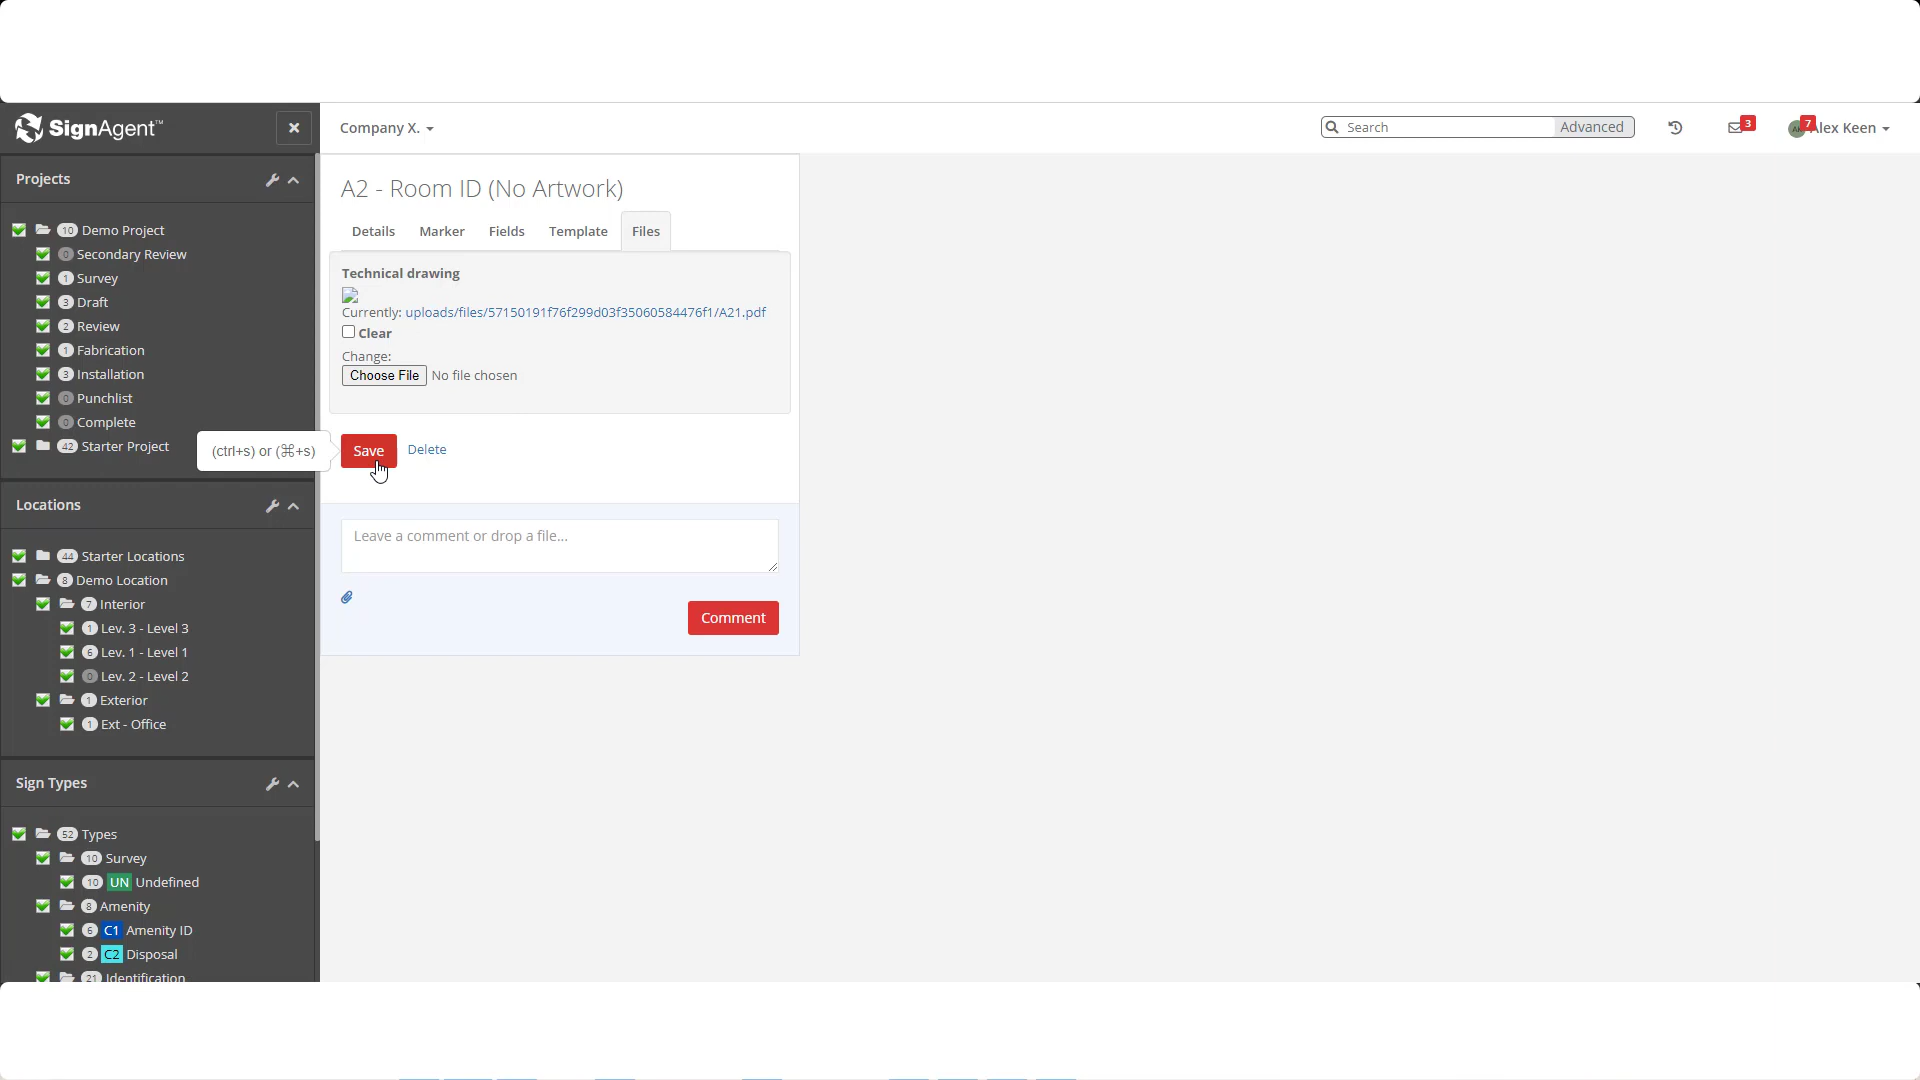 SignAgent™
Company X.
Search
Advanced
3
7
Alex Keen
Projects
10 Demo Project
0 Secondary Review
1 Survey
3 Draft
2 Review
1 Fabrication
3 Installation
0 Punchlist
0 Complete
42 Starter Project
Locations
44 Starter Locations
8 Demo Location
7 Interior
1 Lev. 3 - Level 3
6 Lev. 1 - Level 1
0 Lev. 2 - Level 2
1 Exterior
1 Ext - Office
Sign Types
52 Types
10 Survey
10 UN Undefined
8 Amenity
6 C1 Amenity ID
2 C2 Disposal
21 Identification
A2 - Room ID (No Artwork)
Details Marker Fields Template Files
Technical drawing
Currently: uploads/files/57150191f76f299d03f35060584476f1/A21.pdf
Clear
Change:
Choose File No file chosen
(ctrl+s) or (⌘+s)
Save Delete
Leave a comment or drop a file...
Comment